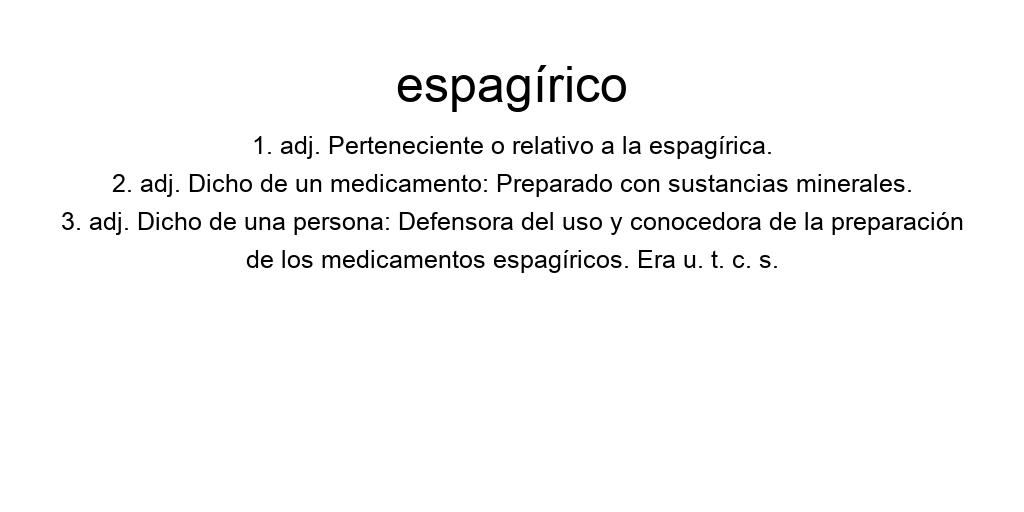 espagírico
1. adj. Perteneciente o relativo a la espagírica.
2. adj. Dicho de un medicamento: Preparado con sustancias minerales.
3. adj. Dicho de una persona: Defensora del uso y conocedora de la preparación
de los medicamentos espagíricos. Era u. t. c. s.